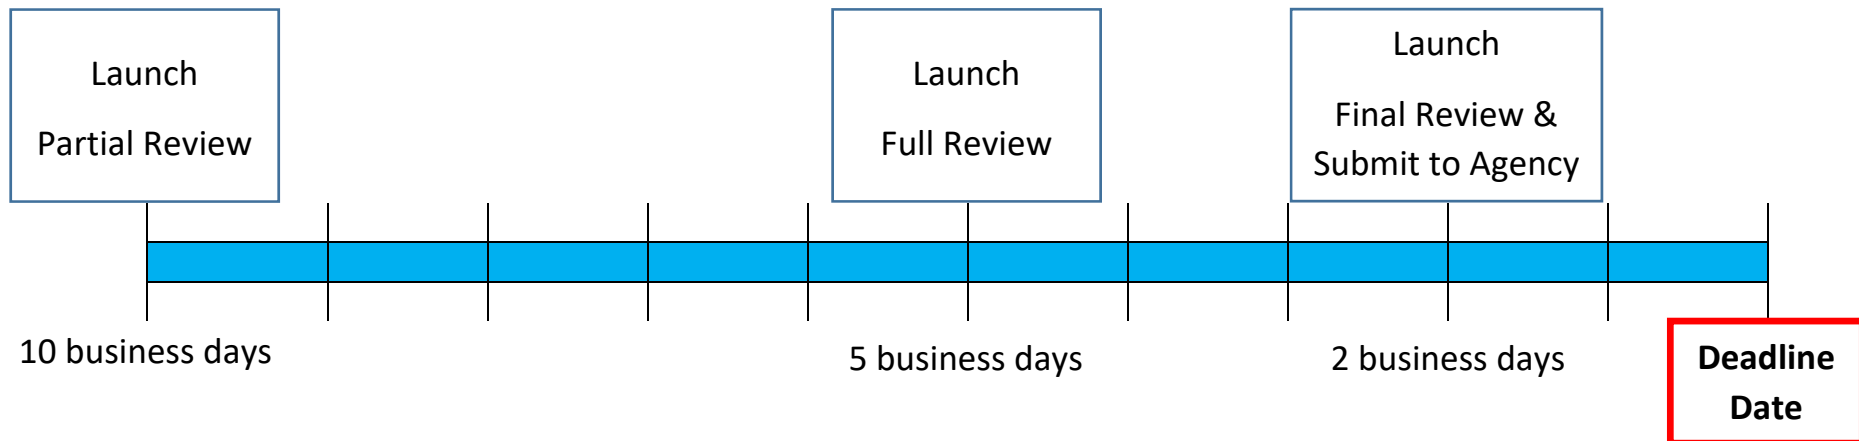 Launch
Partial Review
Launch
Full Review
Launch
Final Review &
Submit to Agency
10 business days
5 business days
2 business days
Deadline
Date